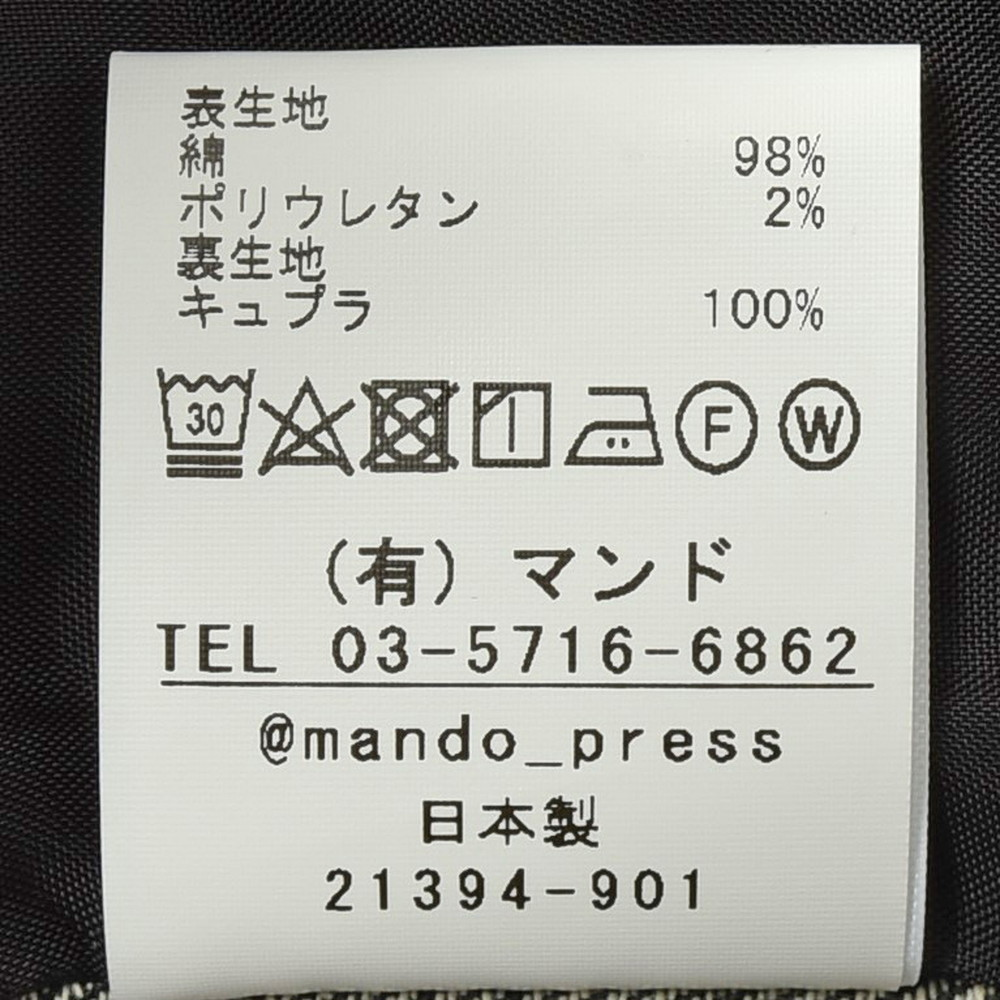 表生地
綿 98%
ポリウレタン 2%
裏生地
キュプラ 100%
30 F W
(有) マンド
TEL 03-5716-6862
@mando_press
日本製
21394-901